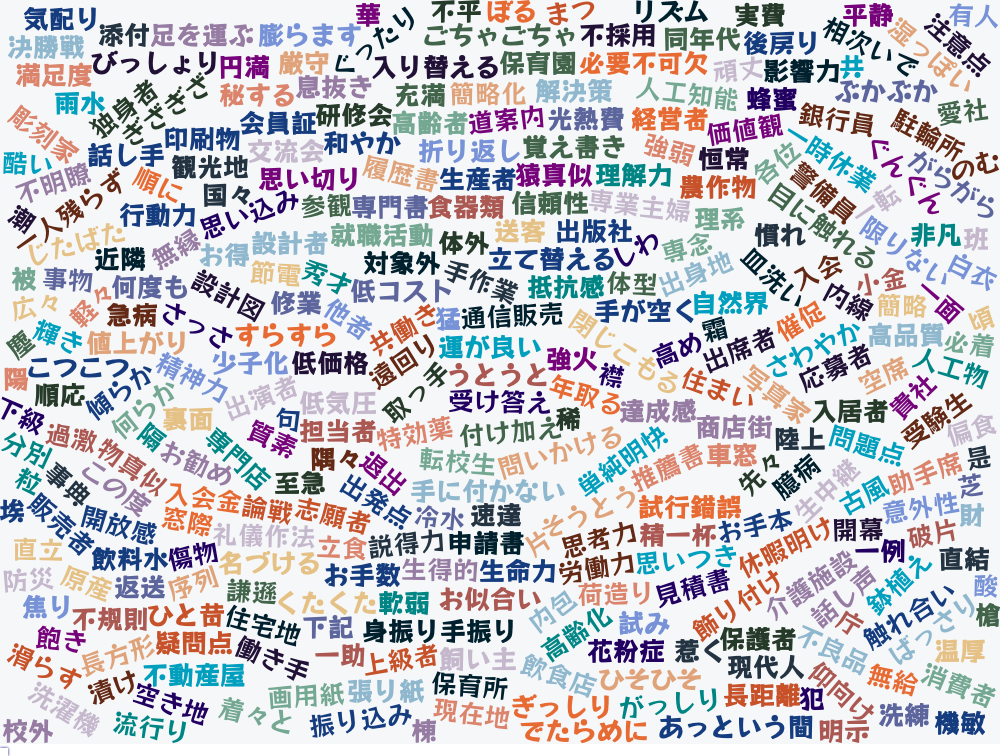 気配り
華
不平
ぼる
まつ
リズム
実費
平静
有人
決勝戦
添付
足を運ぶ
膨らます
ぐったり
ごちゃごちゃ
不採用
同年代
後戻り
相次いで
湿っぽい
注意点
満足度
びっしょり
円満
厳守
入り替える
保育園
必要不可欠
頑丈
影響力
共
雨水
独身者
ぎざぎざ
秘する
息抜き
充満
簡略化
解決策
人工知能
蜂蜜
ぶかぶか
愛社
彫刻家
印刷物
会員証
研修会
高齢者
道案内
光熱費
経営者
価値観
銀行員
駐輪所
のむ
酷い
話し手
観光地
交流会
和やか
折り返し
覚え書き
強弱
恒常
各位
一時休業
ぐんぐん
がらがら
不明瞭
順に
国々
思い切り
履歴書
生産者
猿真似
理解力
農作物
警備員
一転
潮
一人残らず
行動力
思い込み
参観
専門書
食器類
信頼性
専業主婦
理系
目に触れる
限りない
非凡
班
じたばた
近隣
無縁
お得
設計者
就職活動
体外
送客
出版社
しわ
専念
慣れ
白衣
被
事物
何度も
設計図
節電
秀才
対象外
手作業
立て替える
抵抗感
体型
出身地
皿洗い
入会
内線
小金
広々
軽々
急病
さっさ
修業
他者
低コスト
共働き
猛
通信販売
閉じこもる
手が空く
自然界
霜
催促
簡略
一画
頃
塵
輝き
値上がり
すらすら
遠回り
運が良い
強火
襟
高め
出席者
さわやか
高品質
必着
陽
こつこつ
傾らか
精神力
少子化
低価格
取っ手
うとうと
年取る
住まい
写真家
応募者
空席
人工物
順応
下級
何らか
裏面
出演者
低気圧
句
受け答え
稀
達成感
商店街
入居者
貴社
受験生
偏食
分別
過激
物真似
隔
お勧め
専門店
質素
担当者
特効薬
付け加え
問いかける
単純明快
推薦書
車窓
陸上
問題点
粒
事典
この度
隅々
退出
転校生
先々
臆病
生中継
古風
助手席
是
芝
埃
販売者
開放感
入会金
論戦
志願者
至急
出発点
手に付かない
冷水
速達
片そうとう
試行錯誤
お手本
意外性
財
窓際
礼儀作法
立食
説得力
申請書
思考力
精一杯
休暇明け
開幕
一例
破片
直立
飲料水
傷物
名づける
お手数
生得的
生命力
労働力
思いつき
介護施設
鉢植え
直結
防災
原産
返送
序列
謙遜
くたくた
軟弱
お似合い
内包
荷造り
見積書
飾り付け
話し声
触れ合い
酸
焦り
不規則
ひと昔
住宅地
下記
身振り手振り
高齢化
試み
斤
ばっさり
槍
飽き
滑らす
長方形
疑問点
働き手
一助
上級者
飼い主
飲食店
花粉症
惹く
保護者
現代人
不良品
温厚
漬け
不動産屋
空き地
画用紙
張り紙
保育所
ひそひそ
仰向け
無給
消費者
洗濯機
流行り
着々と
振り込み
棟
現在地
ぎっしり
がっしり
長距離
犯
洗練
機敏
校外
でたらめに
あっという間
明示